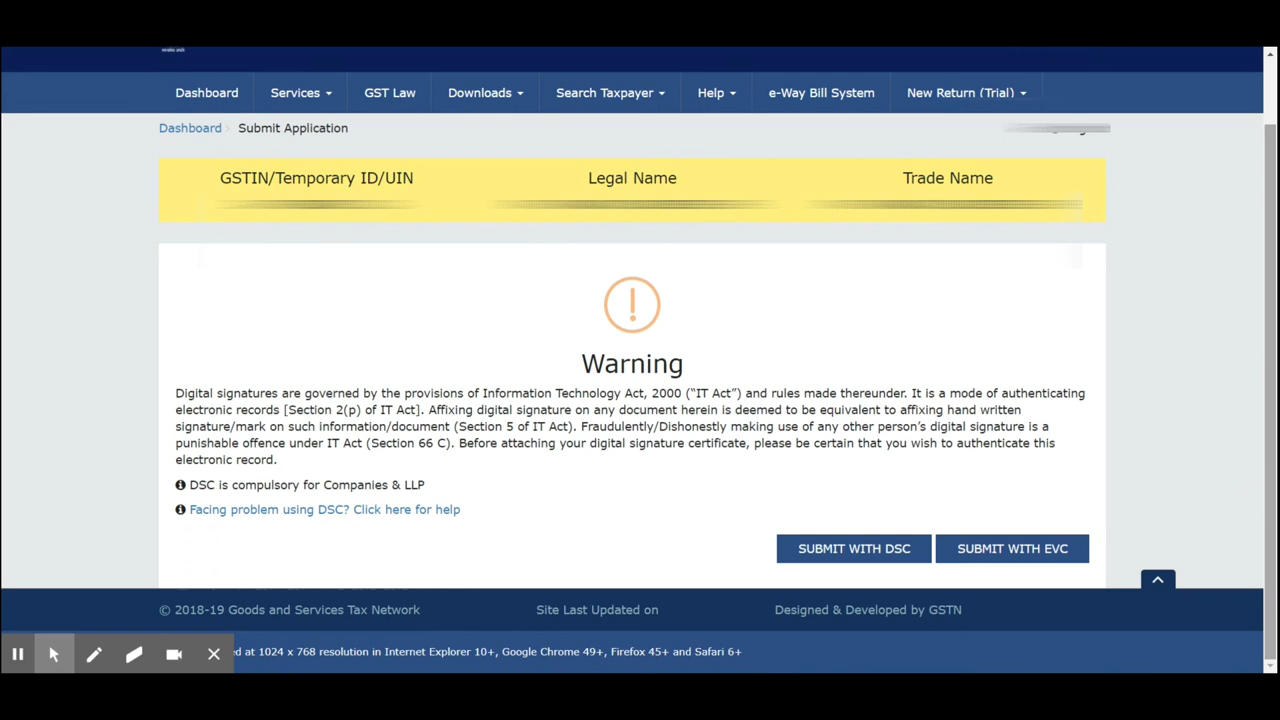 Dashboard Services GST Law Downloads Search Taxpayer Help e-Way Bill System New Return (Trial)
Dashboard Submit Application
GSTIN/Temporary ID/UIN Legal Name Trade Name
!
Warning
Digital signatures are governed by the provisions of Information Technology Act, 2000 (“IT Act”) and rules made thereunder. It is a mode of authenticating
electronic records [Section 2(p) of IT Act]. Affixing digital signature on any document herein is deemed to be equivalent to affixing hand written
signature/mark on such information/document (Section 5 of IT Act). Fraudulently/Dishonestly making use of any other person’s digital signature is a
punishable offence under IT Act (Section 66 C). Before attaching your digital signature certificate, please be certain that you wish to authenticate this
electronic record.
DSC is compulsory for Companies & LLP
Facing problem using DSC? Click here for help
SUBMIT WITH DSC SUBMIT WITH EVC
© 2018-19 Goods and Services Tax Network Site Last Updated on Designed & Developed by GSTN
at 1024 x 768 resolution in Internet Explorer 10+, Google Chrome 49+, Firefox 45+ and Safari 6+